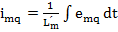 i_mq = 1/L'_m ∫ e_mq dt